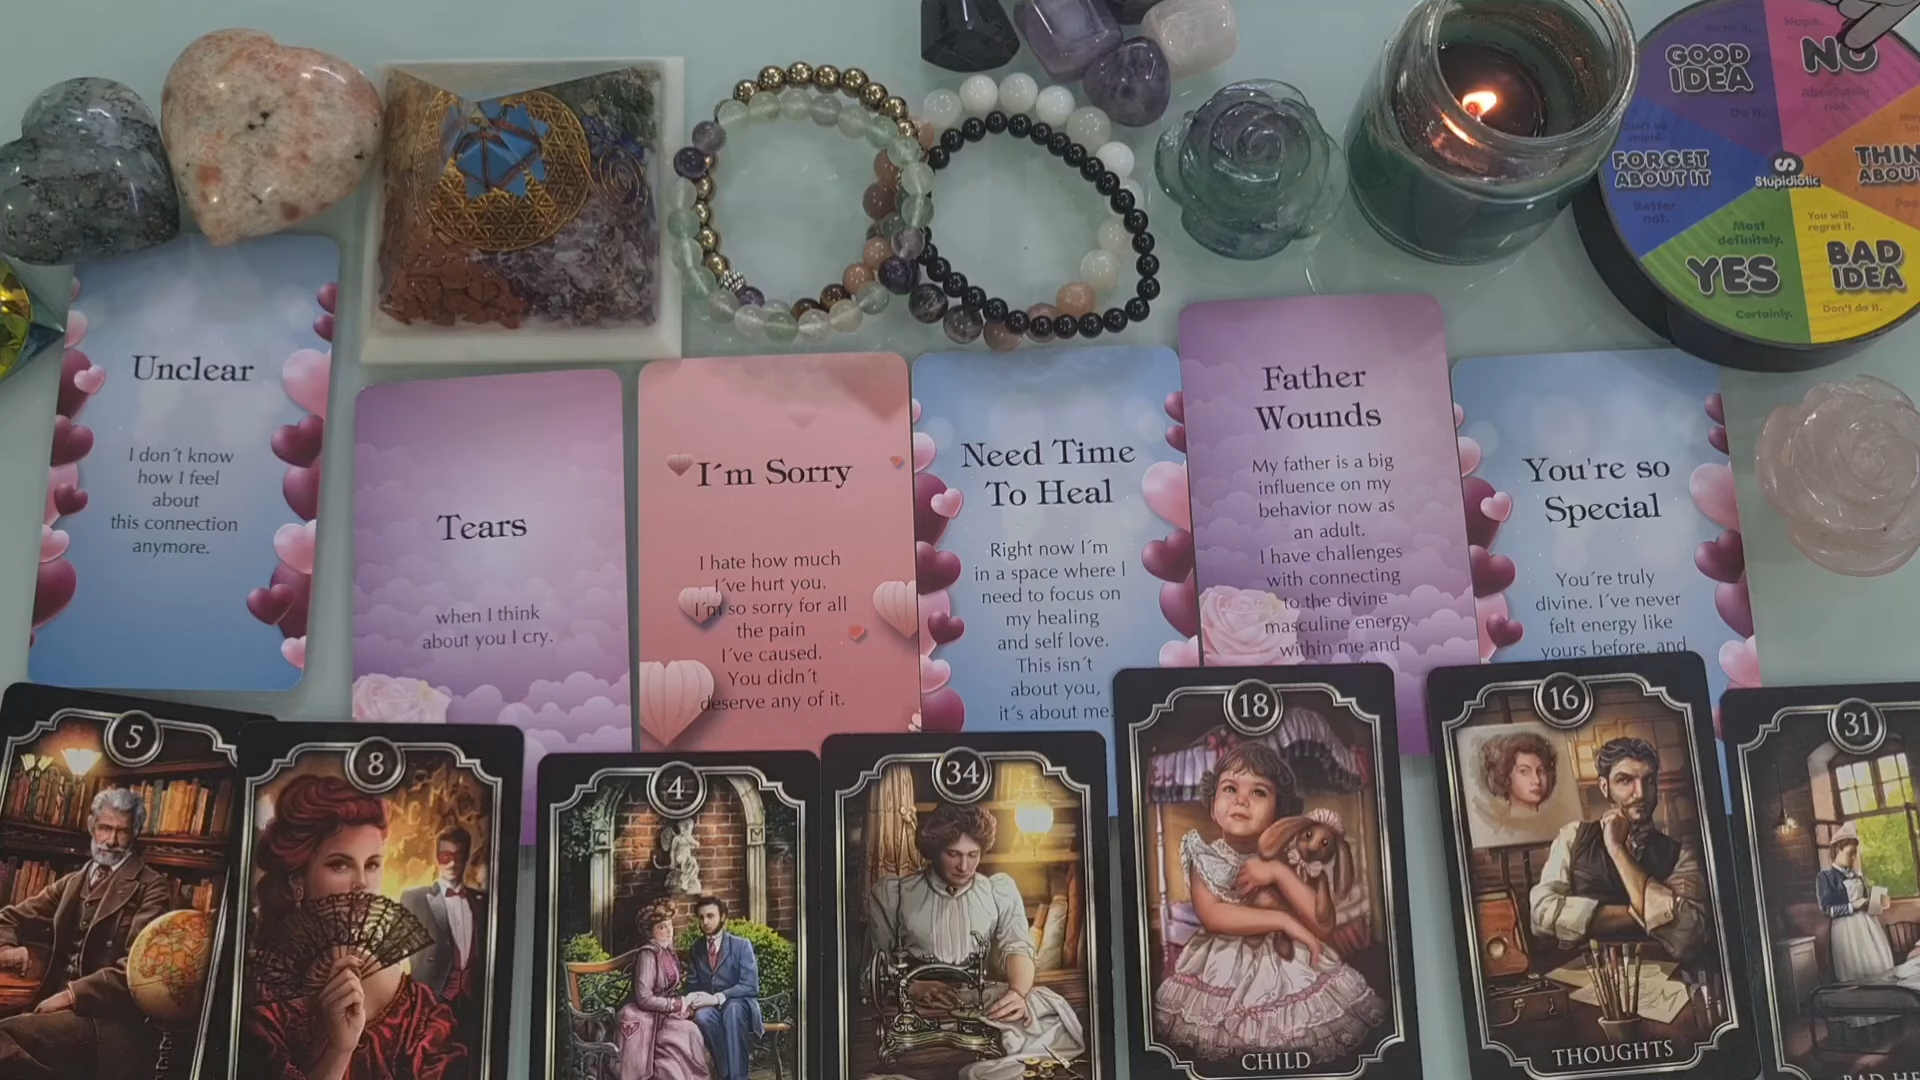 GOOD
IDEA
Do it.
Nope.
NO
Absolutely
not.
FORGET
ABOUT IT
Better
not.
Stupidiotic
Most
definitely.
YES
Certainly.
You will
regret it.
BAD
IDEA
Don't do it.
Unclear
I don´t know
how I feel
about
this connection
anymore.
Tears
when I think
about you I cry.
I´m Sorry
I hate how much
I´ve hurt you.
I´m so sorry for all
the pain
I´ve caused.
You didn´t
deserve any of it.
Need Time
To Heal
Right now I´m
in a space where I
need to focus on
my healing
and self love.
This isn´t
about you,
it´s about me.
Father
Wounds
My father is a big
influence on my
behavior now as
an adult.
I have challenges
with connecting
to the divine
masculine energy
within me and
You're so
Special
You´re truly
divine. I´ve never
felt energy like
yours before, and
5
8
4
34
18
CHILD
16
THOUGHTS
31